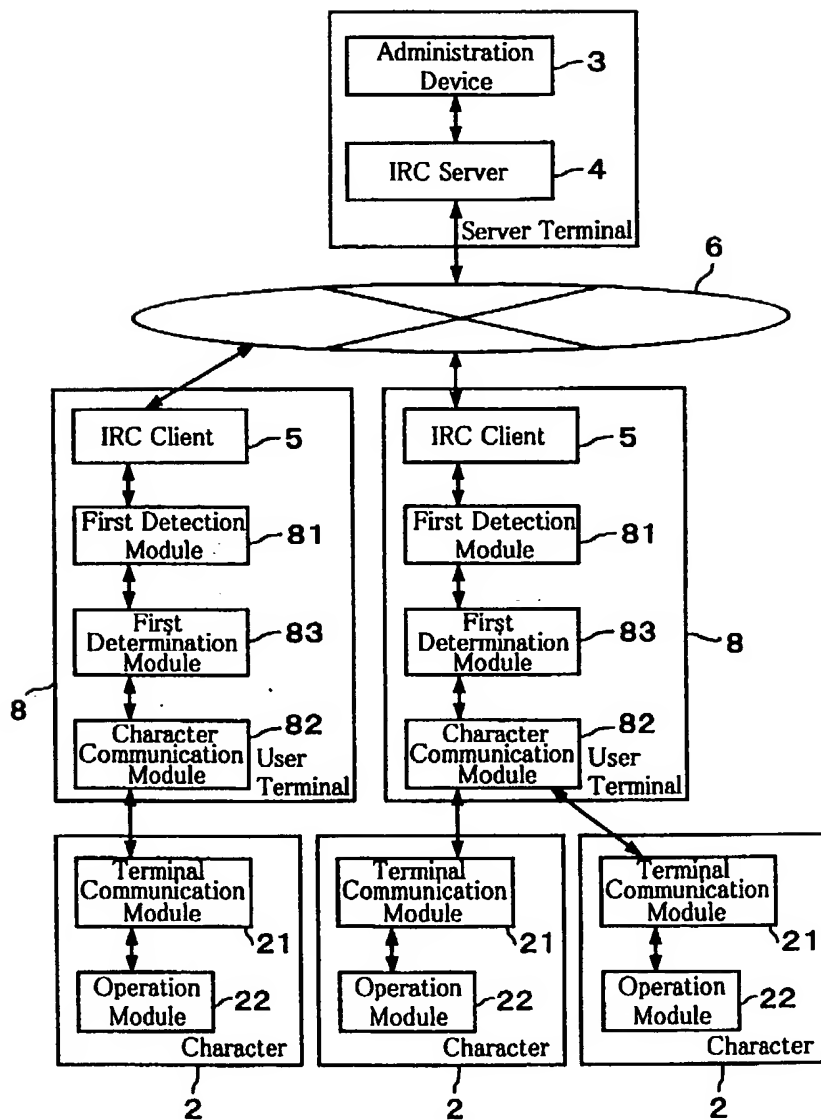 Administration
Device
3
IRC Server
4
Server Terminal
6
IRC Client
5
IRC Client
5
First Detection
Module
81
First Detection
Module
81
First
Determination
Module
83
First
Determination
Module
83
8
8
Character
Communication
Module
82
User
Terminal
Character
Communication
Module
82
User
Terminal
Terminal
Communication
Module
21
Terminal
Communication
Module
21
Terminal
Communication
Module
21
Operation
Module
22
Operation
Module
22
Operation
Module
22
Character
Character
Character
2
2
2